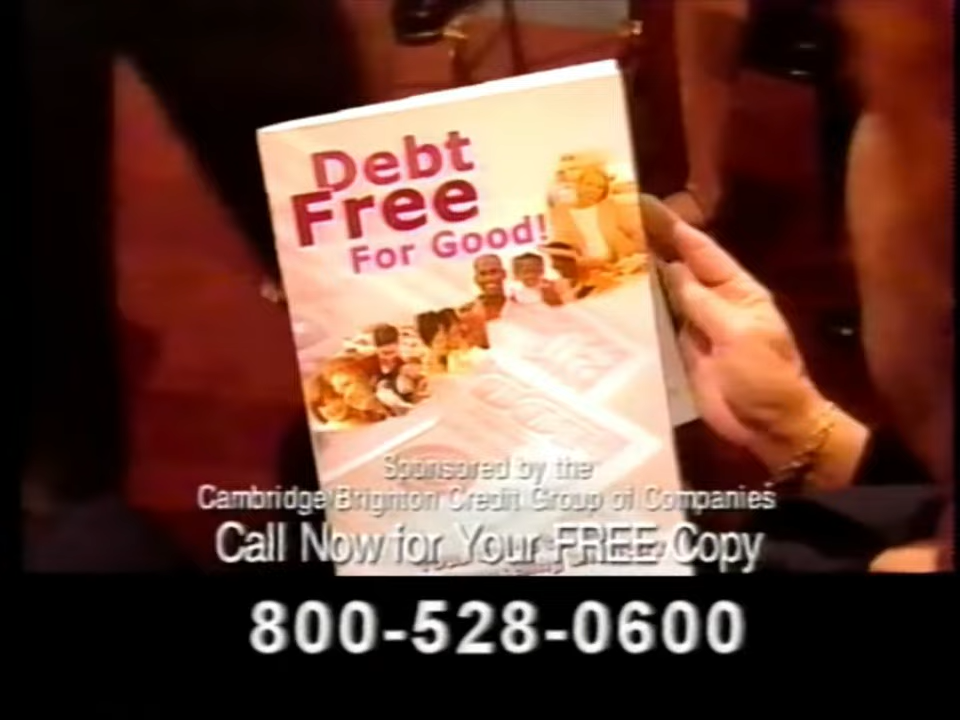 Debt
Free
For Good!
Sponsored by the
Cambridge/Brighton Credit Group of Companies
Call Now for Your FREE Copy
800-528-0600